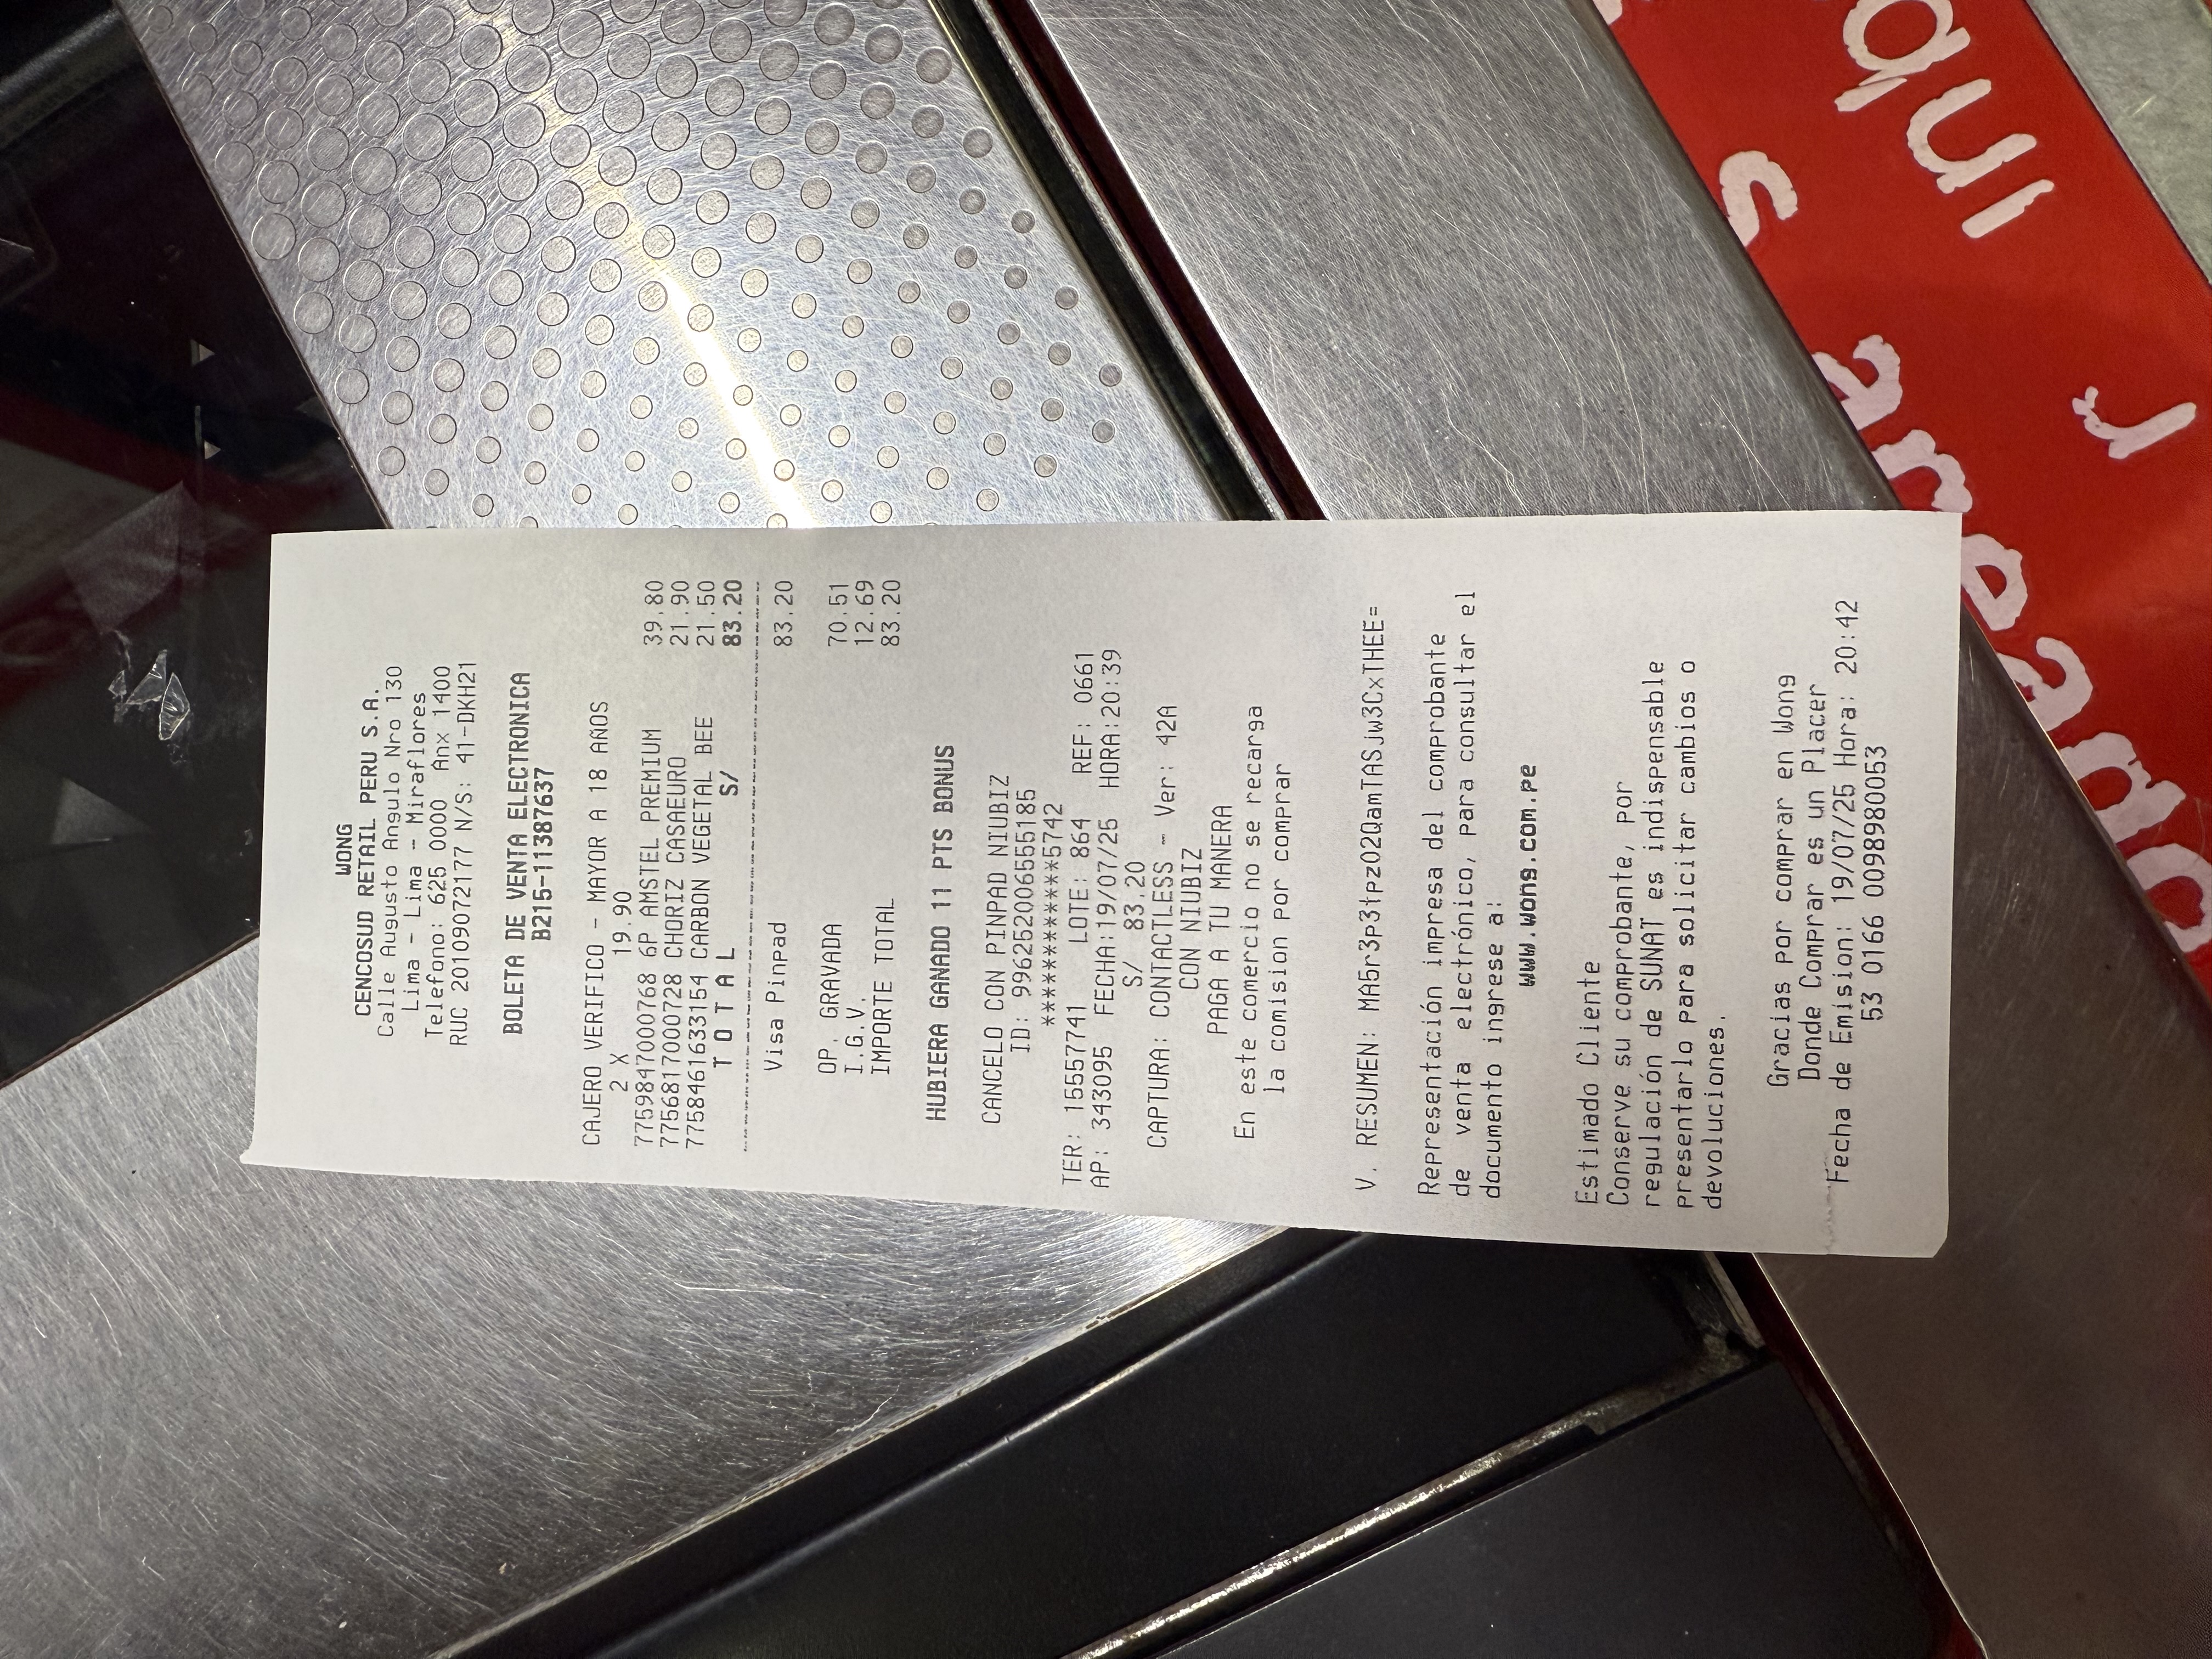 WONG
CENCOSUD RETAIL PERU S.A.
Calle Augusto Angulo Nro 130
Lima - Lima - Miraflores
Telefono: 625 0000 Anx 1400
RUC 20109072177 N/S: 41-DKH21
BOLETA DE VENTA ELECTRONICA
B215-11387637
CAJERO VERIFICO - MAYOR A 18 AÑOS
2 X 19.90
7759847000768 6P AMSTEL PREMIUM 39.80
7756817000728 CHORIZ CASAEURO 21.90
7758461633154 CARBON VEGETAL BEE 21.50
T O T A L S/ 83.20
Visa Pinpad 83.20
OP. GRAVADA 70.51
I.G.V. 12.69
IMPORTE TOTAL 83.20
HUBIERA GANADO 11 PTS BONUS
CANCELO CON PINPAD NIUBIZ
ID: 996252006555185
************5742
TER: 15557741 LOTE: 864 REF: 0661
AP: 343095 FECHA:19/07/25 HORA:20:39
S/ 83.20
CAPTURA: CONTACTLESS - Ver: 42A
CON NIUBIZ
PAGA A TU MANERA
En este comercio no se recarga
la comision por comprar
V. RESUMEN: MA5r3p3tpz02QamTASjw3CxTHEE=
Representación impresa del comprobante
de venta electrónico, para consultar el
documento ingrese a:
www.wong.com.pe
Estimado Cliente
Conserve su comprobante, por
regulación de SUNAT es indispensable
presentarlo para solicitar cambios o
devoluciones.
Gracias por comprar en Wong
Donde Comprar es un Placer
Fecha de Emision: 19/07/25 Hora: 20:42
53 0166 0098980053